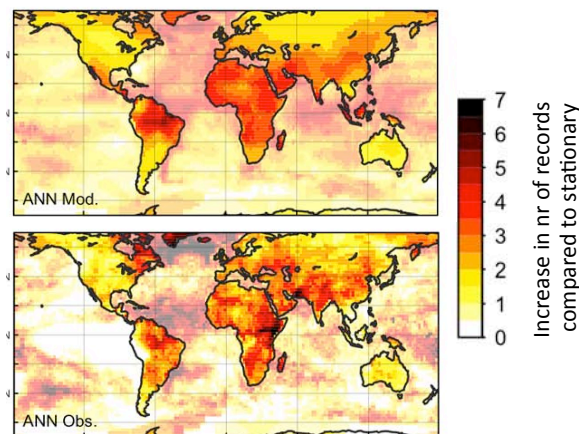 ANN Mod.
ANN Obs.
7
6
5
4
3
2
1
0
Increase in nr of records
compared to stationary